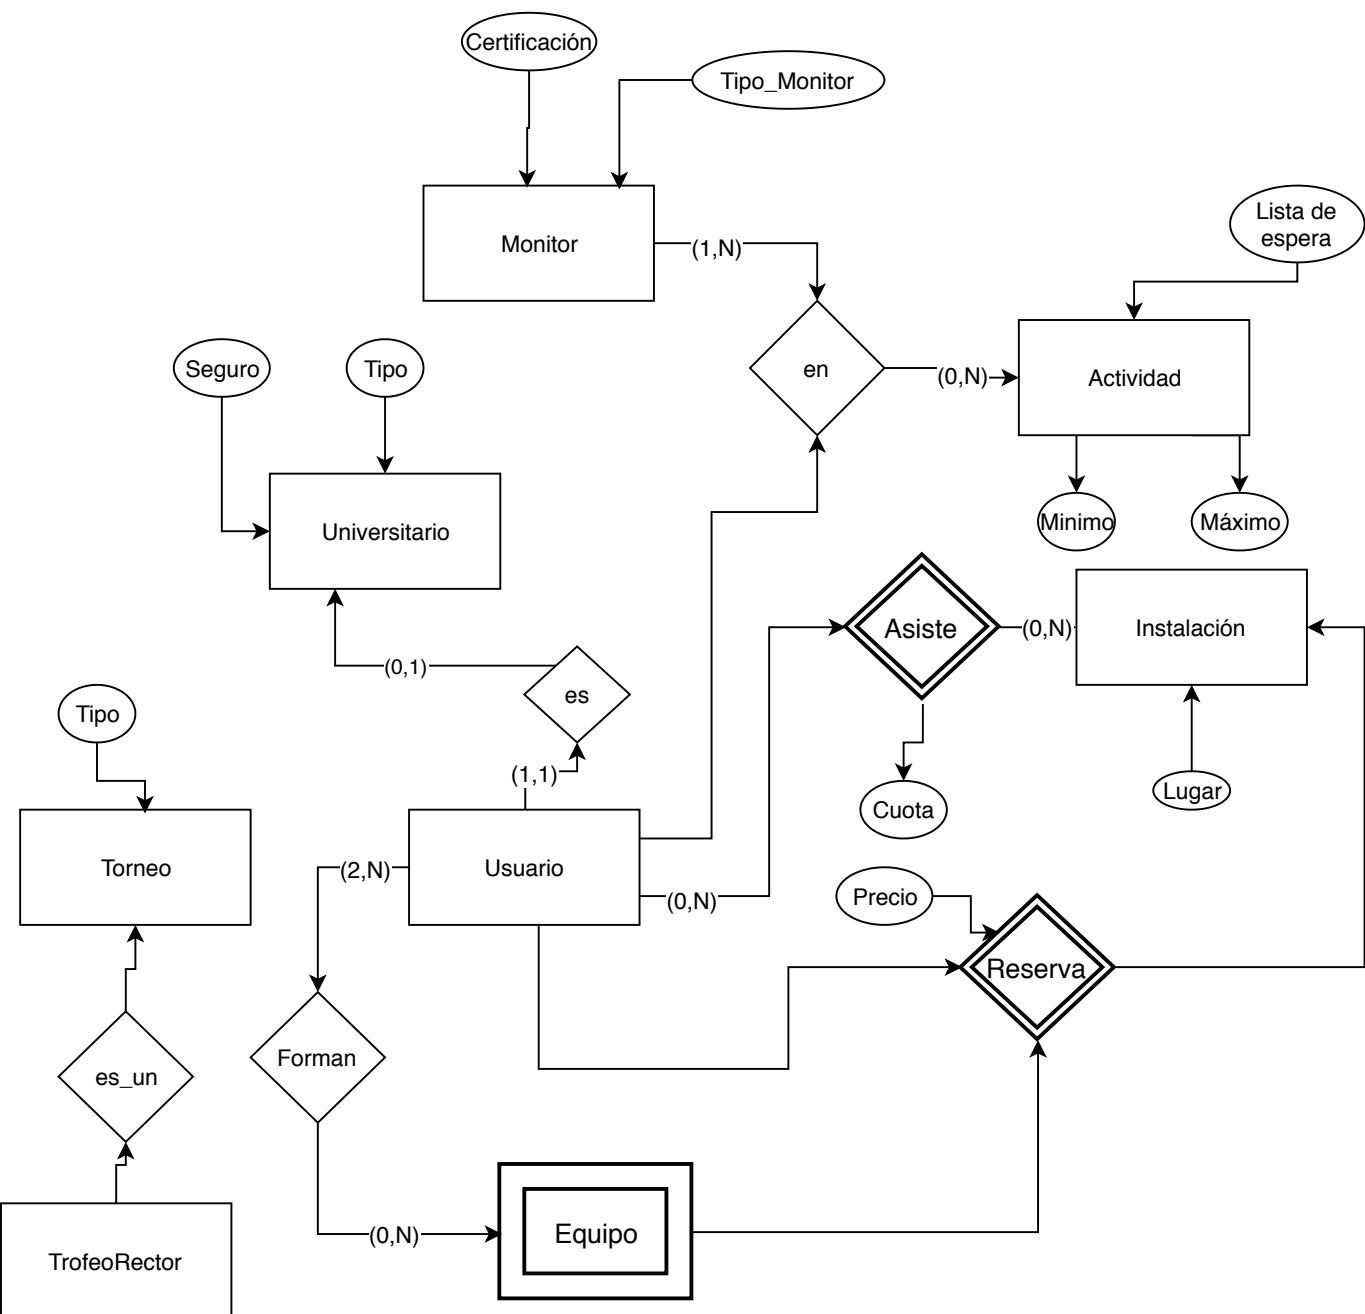 Certificación
Tipo_Monitor
Monitor
(1,N)
Lista de
espera
Seguro
Tipo
en
(0,N)
Actividad
Universitario
Minimo
Máximo
Asiste
(0,N)
Instalación
(0,1)
es
Tipo
(1,1)
Cuota
Lugar
Torneo
(2,N)
Usuario
(0,N)
Precio
Reserva
Forman
es_un
(0,N)
Equipo
TrofeoRector